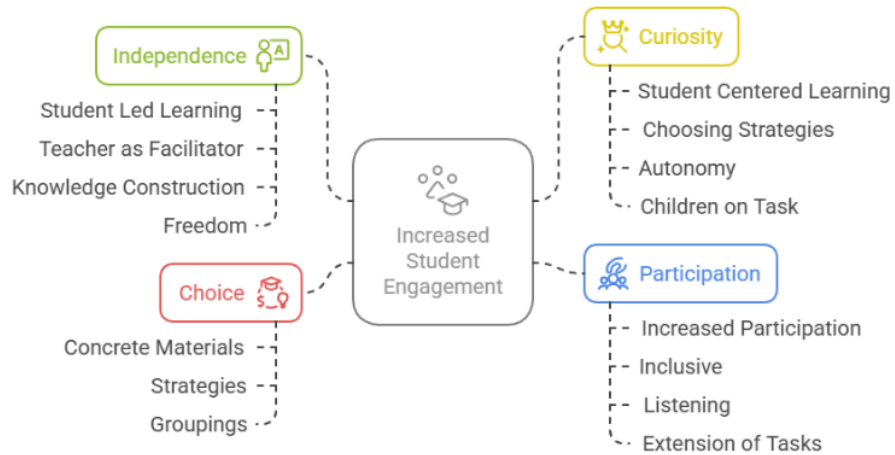 Independence
Student Led Learning
Teacher as Facilitator
Knowledge Construction
Freedom
Choice
Concrete Materials
Strategies
Groupings
Increased
Student
Engagement
Curiosity
Student Centered Learning
Choosing Strategies
Autonomy
Children on Task
Participation
Increased Participation
Inclusive
Listening
Extension of Tasks